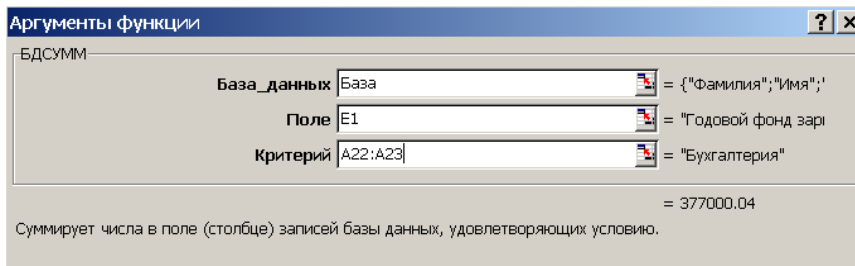 Аргументы функции
БДСУММ
База_данных База = {"Фамилия";"Имя";'
Поле E1 = "Годовой фонд зарı
Критерий A22:A23 = "Бухгалтерия"
= 377000.04
Суммирует числа в поле (столбце) записей базы данных, удовлетворяющих условию.